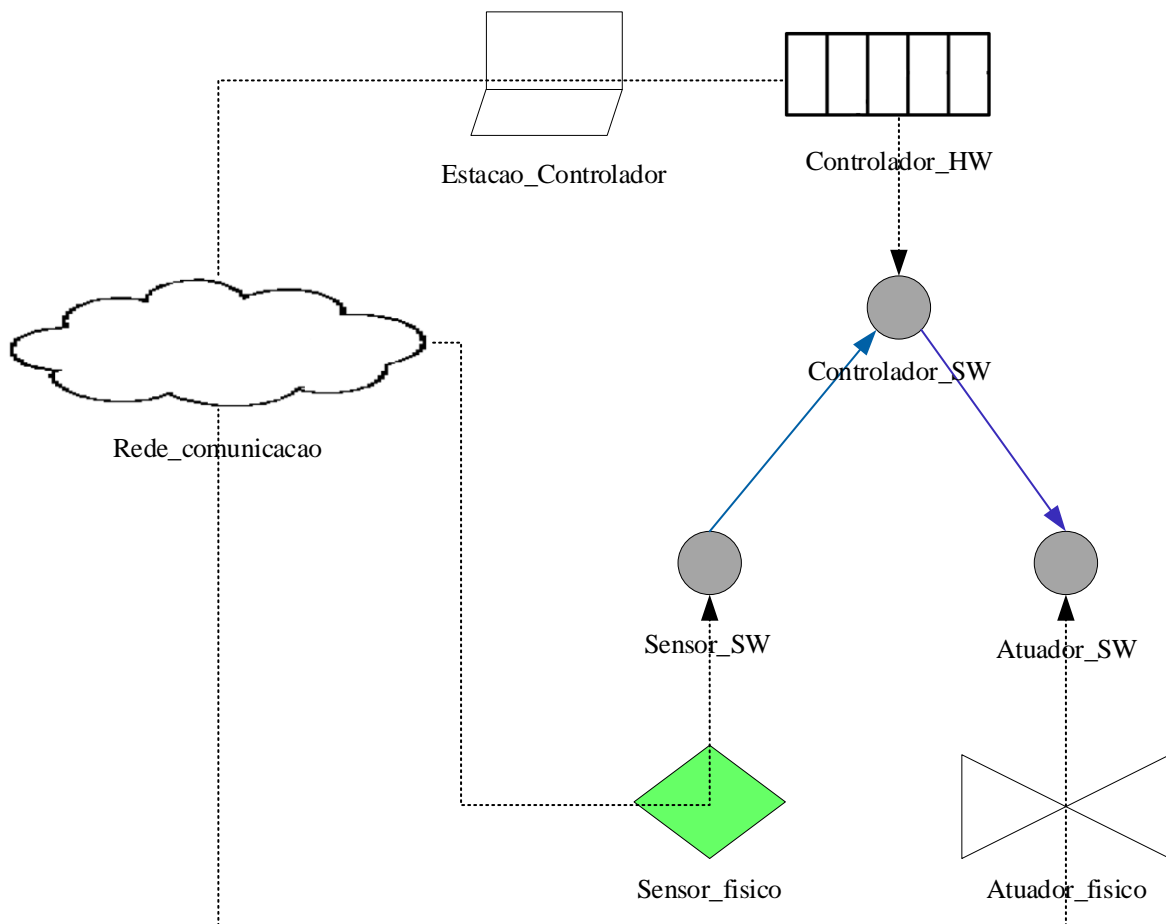 Controlador_HW
Estacao_Controlador
Controlador_SW
Rede_comunicacao
Sensor_SW
Atuador_SW
Sensor_fisico
Atuador_fisico